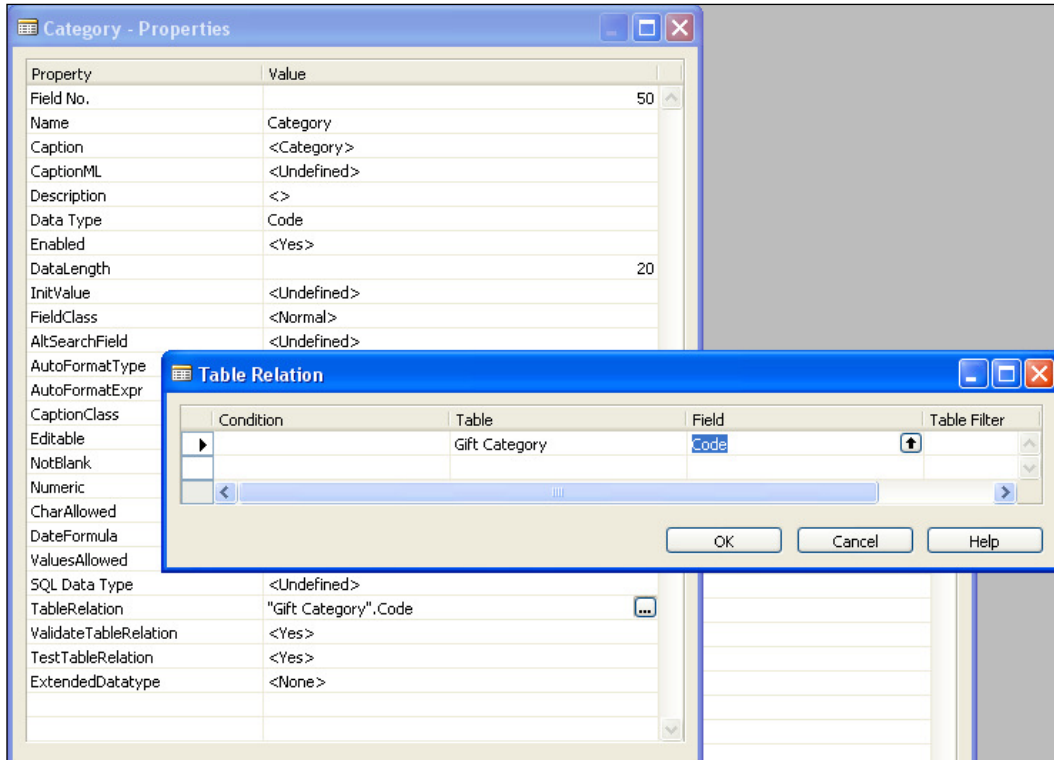 Category - Properties
Property Value
Field No. 50
Name Category
Caption <Category>
CaptionML <Undefined>
Description <>
Data Type Code
Enabled <Yes>
DataLength 20
InitValue <Undefined>
FieldClass <Normal>
AltSearchField <Undefined>
AutoFormatType
AutoFormatExpr
CaptionClass
Editable
NotBlank
Numeric
CharAllowed
DateFormula
ValuesAllowed
Table Relation
Condition Table Field Table Filter
Gift Category Code
OK Cancel Help
SQL Data Type <Undefined>
TableRelation "Gift Category".Code
ValidateTableRelation <Yes>
TestTableRelation <Yes>
ExtendedDatatype <None>